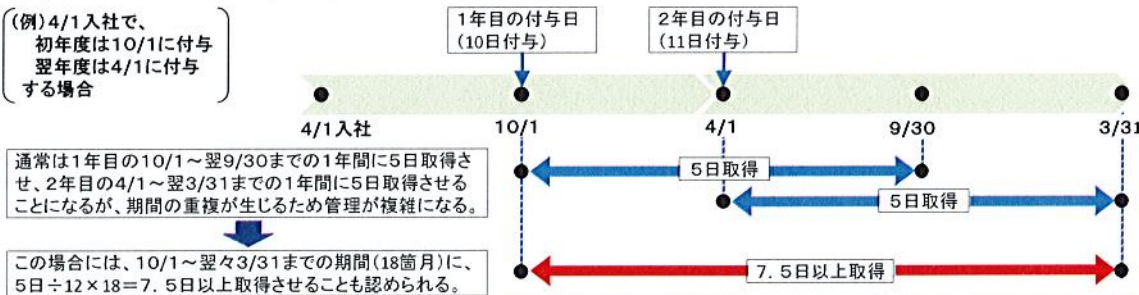 (例)4/1入社で、
初年度は10/1に付与
翌年度は4/1に付与
する場合
1年目の付与日
(10日付与)
2年目の付与日
(11日付与)
4/1入社
10/1
4/1
9/30
3/31
通常は1年目の10/1～翌9/30までの1年間に5日取得さ
せ、2年目の4/1～翌3/31までの1年間に5日取得させる
ことになるが、期間の重複が生じるため管理が複雑になる。
5日取得
5日取得
この場合には、10/1～翌々3/31までの期間(18箇月)に、
5日÷12×18=7.5日以上取得させることも認められる。
7.5日以上取得